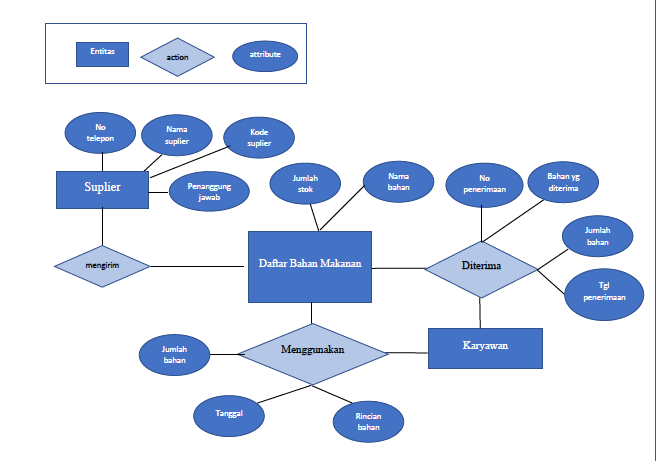 Entitas
action
attribute
No
telepon
Nama
suplier
Kode
suplier
Suplier
Penanggung
jawab
Jumlah
stok
Nama
bahan
No
penerimaan
Bahan yg
diterima
Jumlah
bahan
mengirim
Daftar Bahan Makanan
Diterima
Tgl
penerimaan
Jumlah
bahan
Menggunakan
Karyawan
Tanggal
Rincian
bahan